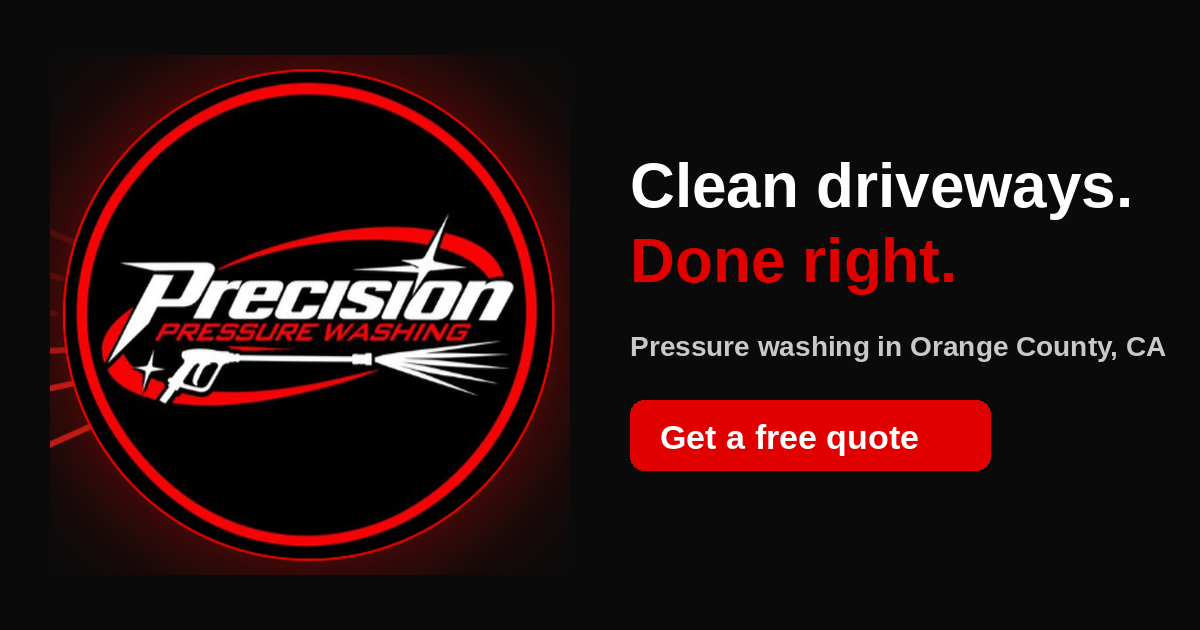 Precision
PRESSURE WASHING
Clean driveways.
Done right.
Pressure washing in Orange County, CA
Get a free quote